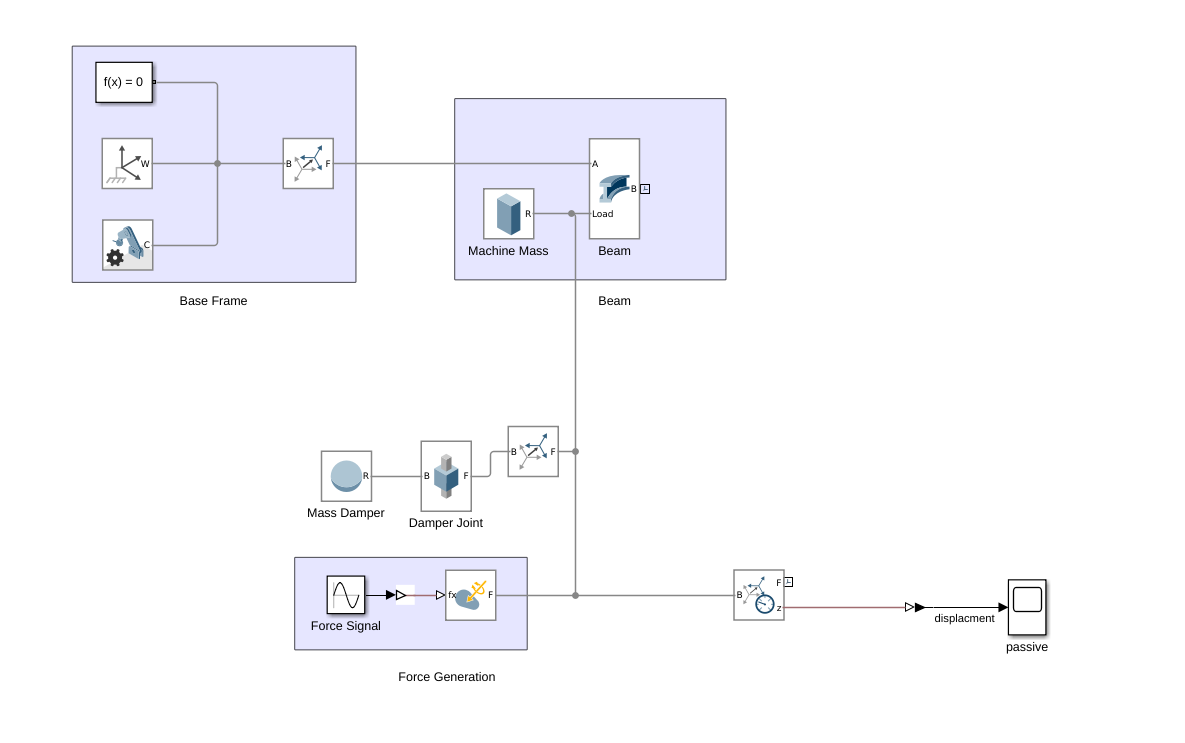 f(x) = 0
W
B
F
C
Base Frame
A
B
R
Load
Machine Mass
Beam
Beam
B
F
R
B
F
Mass Damper
Damper Joint
fx
F
Force Signal
Force Generation
B
F
z
displacment
passive